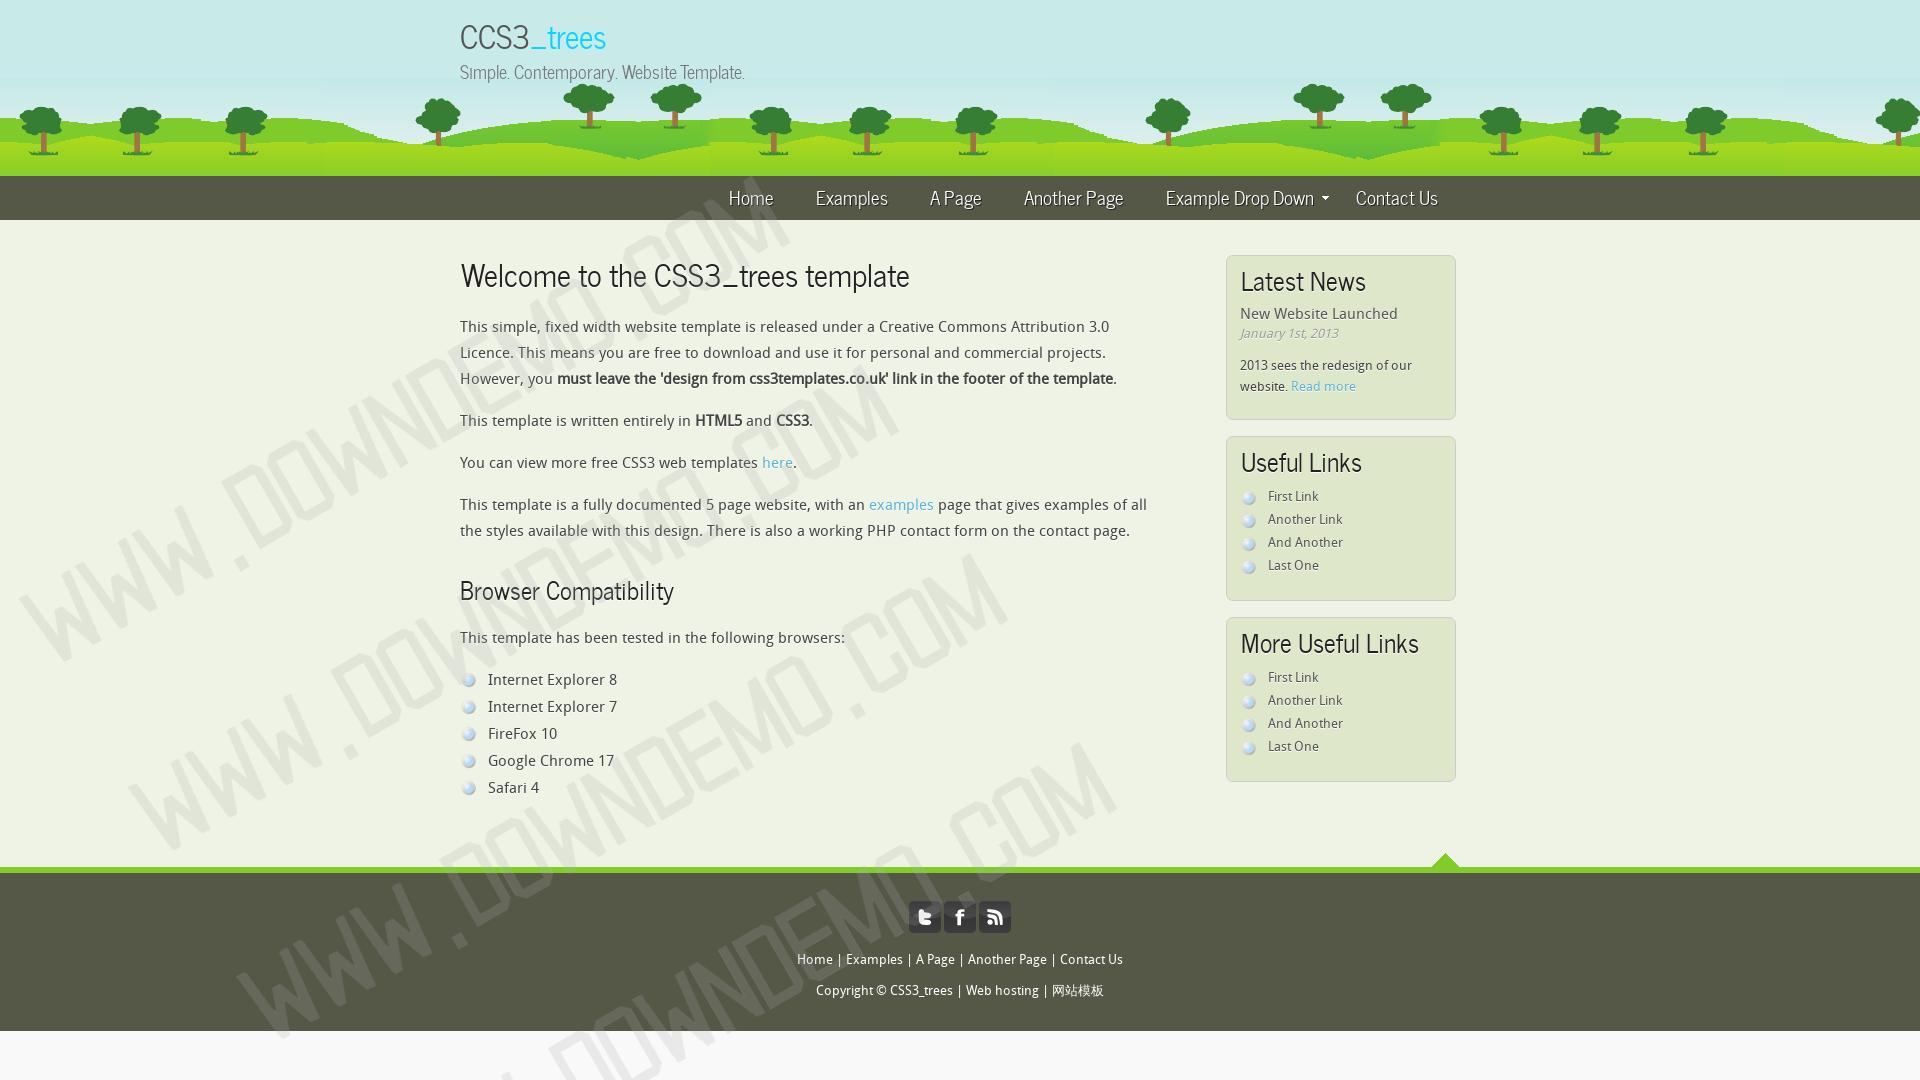 CCS3_trees
Simple. Contemporary. Website Template.
Home Examples A Page Another Page Example Drop Down Contact Us
Welcome to the CSS3_trees template
This simple, fixed width website template is released under a Creative Commons Attribution 3.0
Licence. This means you are free to download and use it for personal and commercial projects.
However, you must leave the 'design from css3templates.co.uk' link in the footer of the template.
This template is written entirely in HTML5 and CSS3.
You can view more free CSS3 web templates here.
This template is a fully documented 5 page website, with an examples page that gives examples of all
the styles available with this design. There is also a working PHP contact form on the contact page.
Browser Compatibility
This template has been tested in the following browsers:
Internet Explorer 8
Internet Explorer 7
FireFox 10
Google Chrome 17
Safari 4
Latest News
New Website Launched
January 1st, 2013
2013 sees the redesign of our
website. Read more
Useful Links
First Link
Another Link
And Another
Last One
More Useful Links
First Link
Another Link
And Another
Last One
Home | Examples | A Page | Another Page | Contact Us
Copyright © CSS3_trees | Web hosting | 网站模板
WWW.DOWNDEMO.COM
WWW.DOWNDEMO.COM
WWW.DOWNDEMO.COM
DOWNDEMO.COM